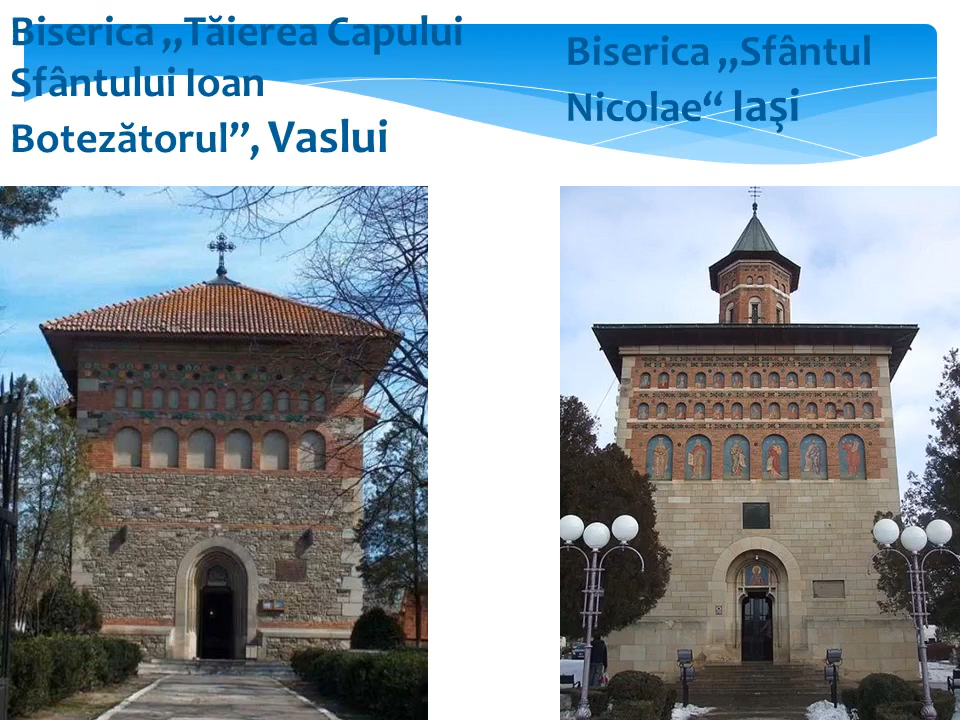 Biserica „Tăierea Capului
Sfântului Ioan
Botezătorul”, Vaslui
Biserica „Sfântul
Nicolae“ Iaşi